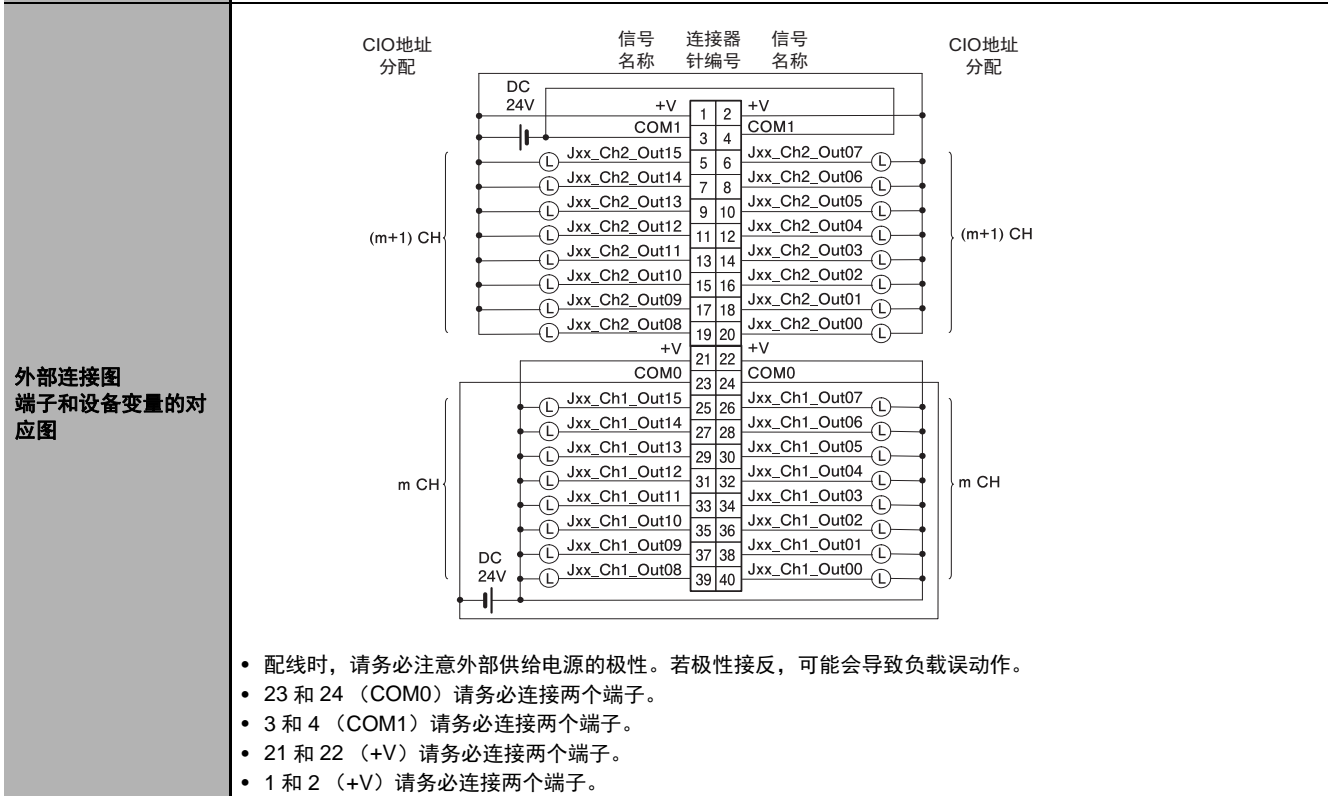 CIO地址 信号 连接器 信号 CIO地址
分配 名称 针编号 名称 分配
DC
24V
+V 1 2 +V
COM1 3 4 COM1
L Jxx_Ch2_Out15 5 6 Jxx_Ch2_Out07 L
L Jxx_Ch2_Out14 7 8 Jxx_Ch2_Out06 L
L Jxx_Ch2_Out13 9 10 Jxx_Ch2_Out05 L
(m+1) CH L Jxx_Ch2_Out12 11 12 Jxx_Ch2_Out04 L (m+1) CH
L Jxx_Ch2_Out11 13 14 Jxx_Ch2_Out03 L
L Jxx_Ch2_Out10 15 16 Jxx_Ch2_Out02 L
L Jxx_Ch2_Out09 17 18 Jxx_Ch2_Out01 L
L Jxx_Ch2_Out08 19 20 Jxx_Ch2_Out00 L
+V 21 22 +V
COM0 23 24 COM0
L Jxx_Ch1_Out15 25 26 Jxx_Ch1_Out07 L
L Jxx_Ch1_Out14 27 28 Jxx_Ch1_Out06 L
L Jxx_Ch1_Out13 29 30 Jxx_Ch1_Out05 L
m CH L Jxx_Ch1_Out12 31 32 Jxx_Ch1_Out04 L m CH
L Jxx_Ch1_Out11 33 34 Jxx_Ch1_Out03 L
L Jxx_Ch1_Out10 35 36 Jxx_Ch1_Out02 L
L Jxx_Ch1_Out09 37 38 Jxx_Ch1_Out01 L
L Jxx_Ch1_Out08 39 40 Jxx_Ch1_Out00 L
DC
24V
外部连接图
端子和设备变量的对
应图
• 配线时，请务必注意外部供给电源的极性。若极性接反，可能会导致负载误动作。
• 23 和 24 （COM0）请务必连接两个端子。
• 3 和 4 （COM1）请务必连接两个端子。
• 21 和 22 （+V）请务必连接两个端子。
• 1 和 2 （+V）请务必连接两个端子。